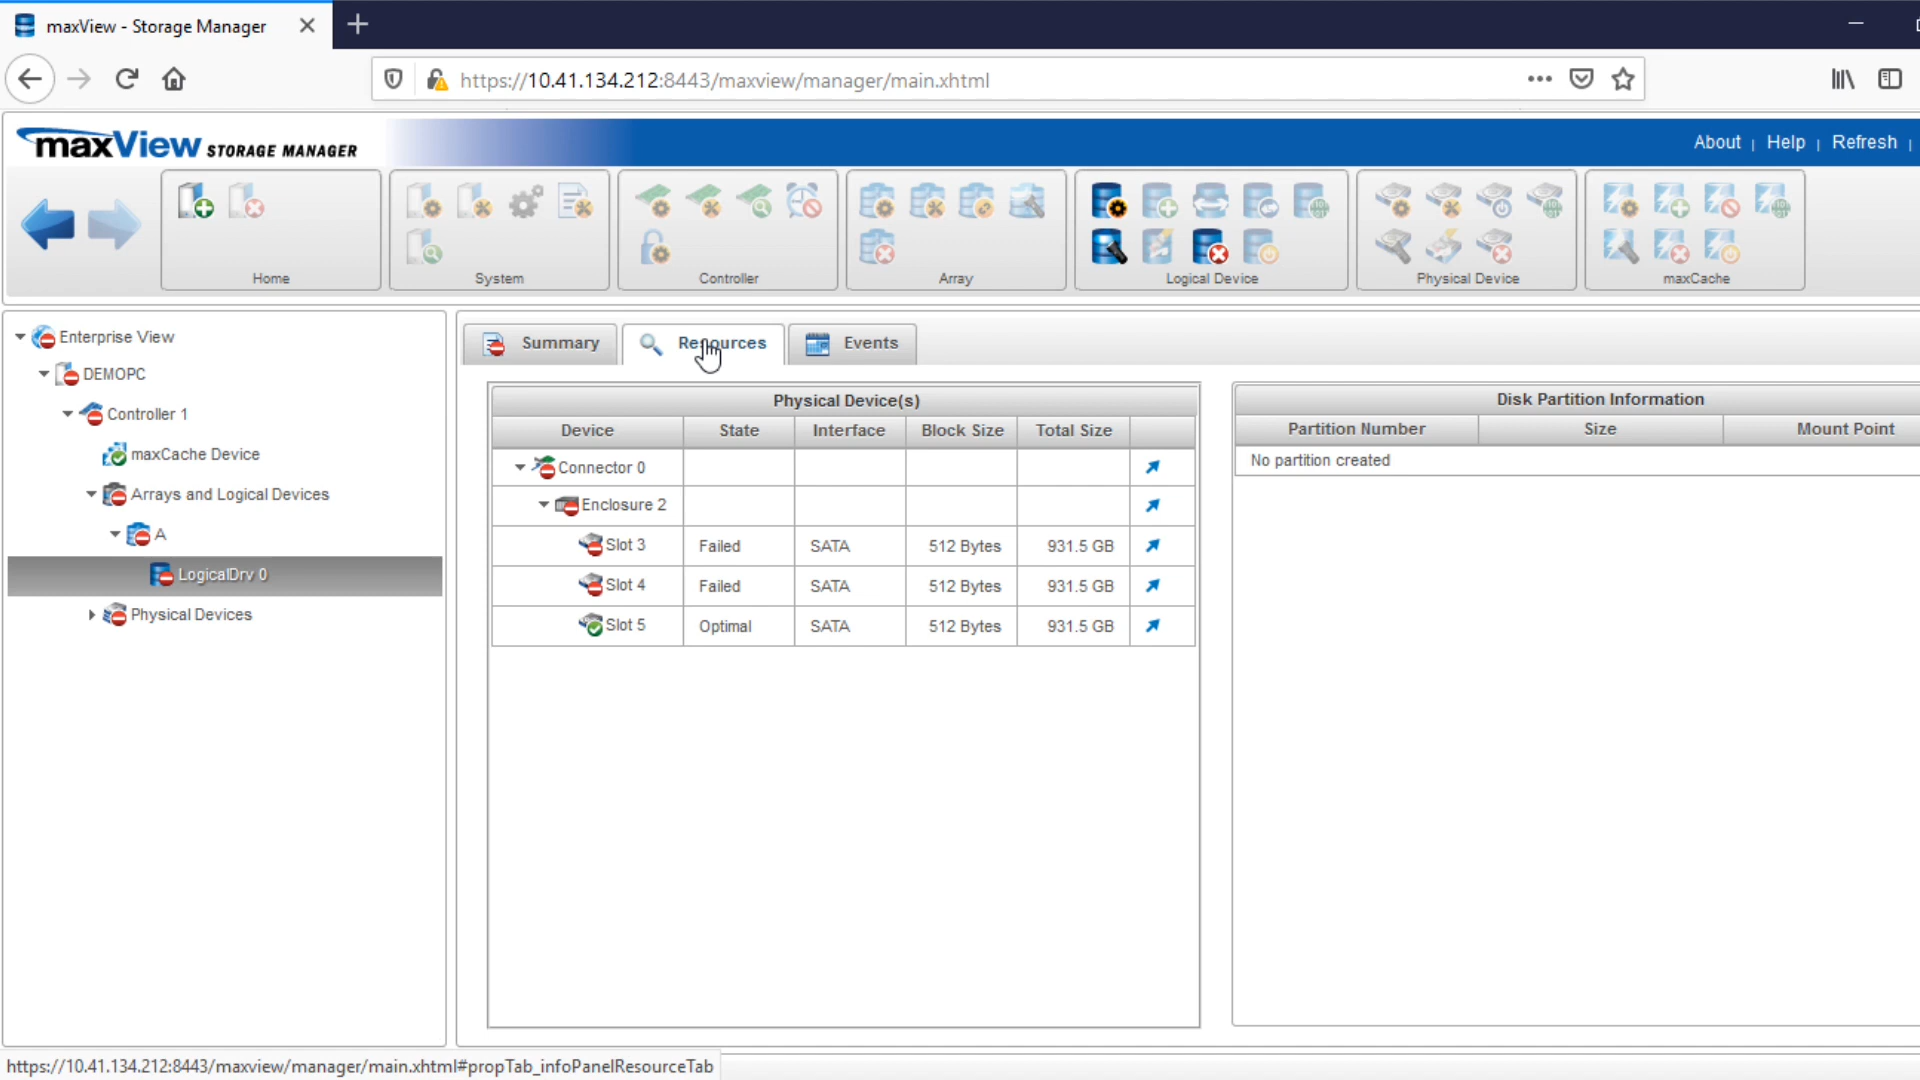 maxView - Storage Manager
https://10.41.134.212:8443/maxview/manager/main.xhtml
maxView STORAGE MANAGER
About | Help | Refresh |
Home
System
Controller
Array
Logical Device
Physical Device
maxCache
Enterprise View
DEMOPC
Controller 1
maxCache Device
Arrays and Logical Devices
A
LogicalDrv 0
Physical Devices
Summary
Resources
Events
Physical Device(s)
Device State Interface Block Size Total Size
Connector 0
Enclosure 2
Slot 3 Failed SATA 512 Bytes 931.5 GB
Slot 4 Failed SATA 512 Bytes 931.5 GB
Slot 5 Optimal SATA 512 Bytes 931.5 GB
Disk Partition Information
Partition Number Size Mount Point
No partition created
https://10.41.134.212:8443/maxview/manager/main.xhtml#propTab_infoPanelResourceTab